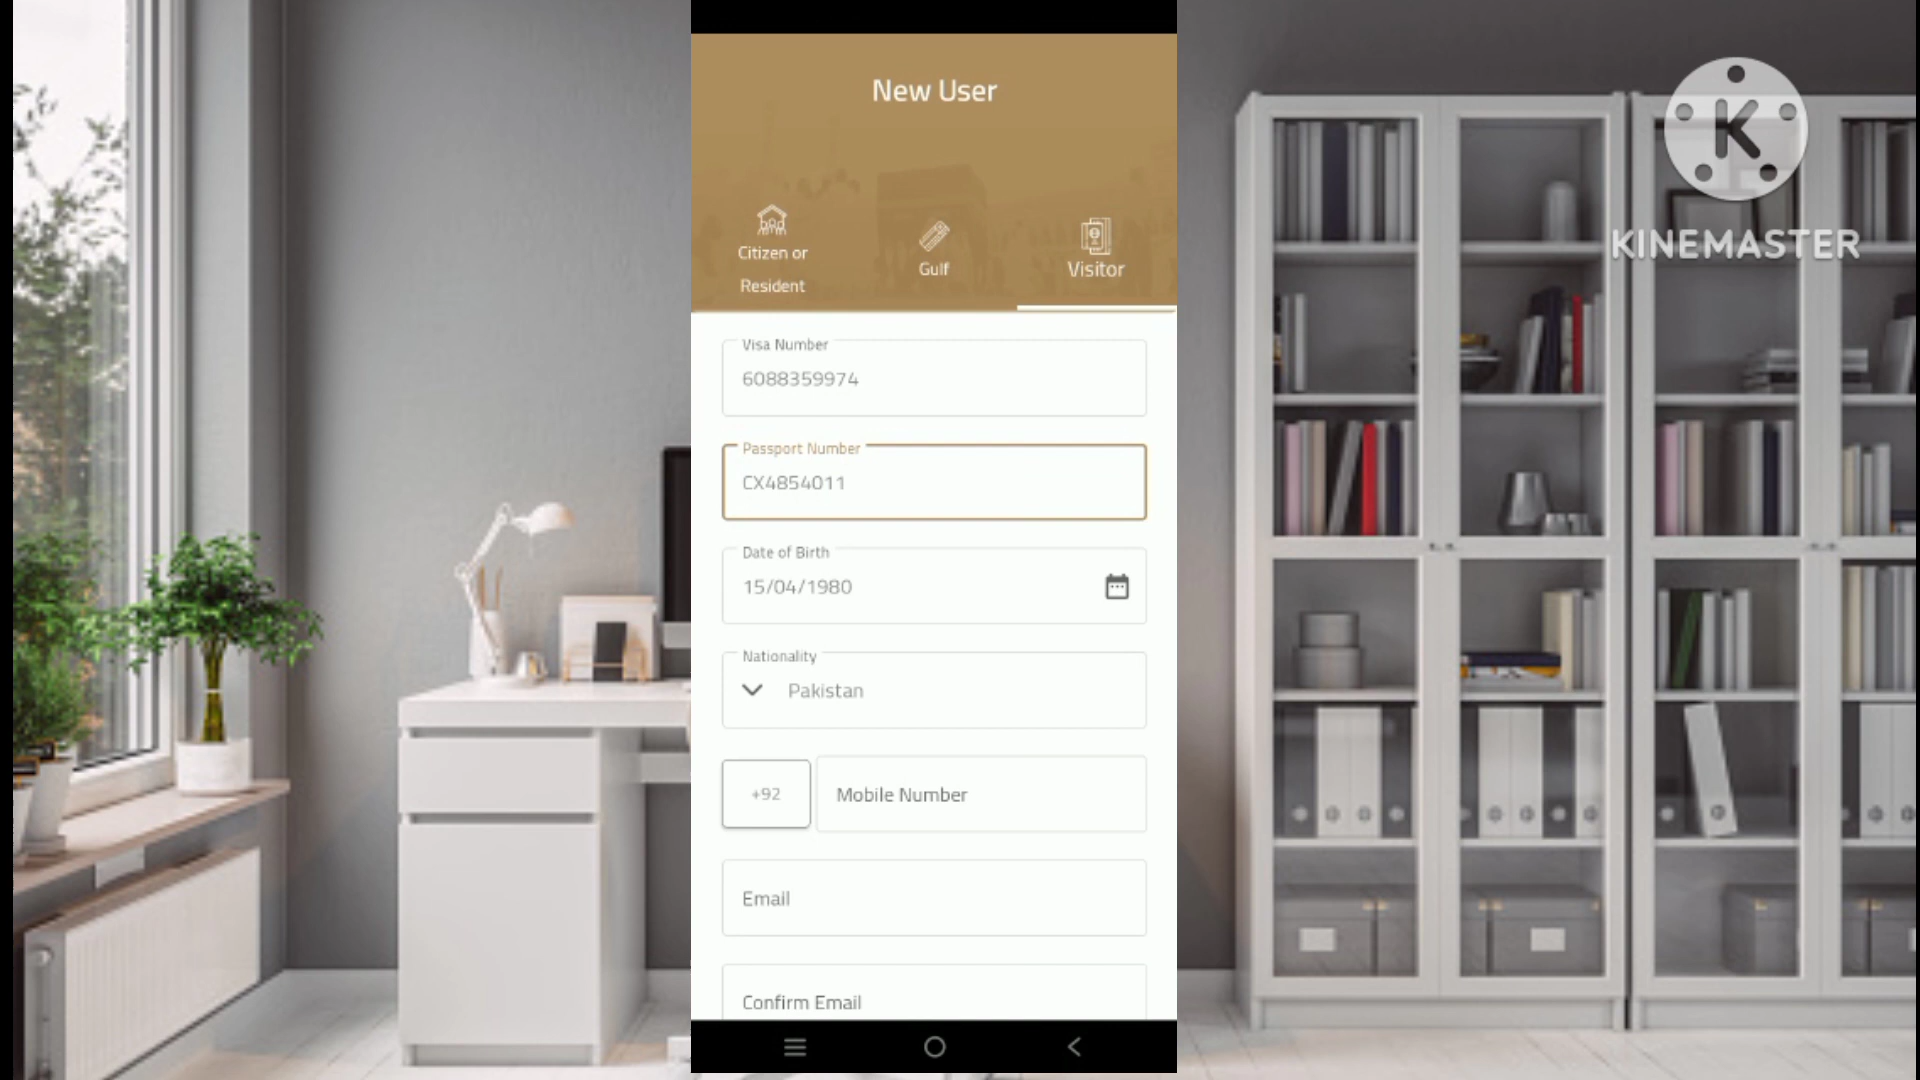 New User
Citizen or
Resident
Gulf
Visitor
Visa Number
6088359974
Passport Number
CX4854011
Date of Birth
15/04/1980
Nationality
Pakistan
+92
Mobile Number
Email
Confirm Email
K
KINEMASTER